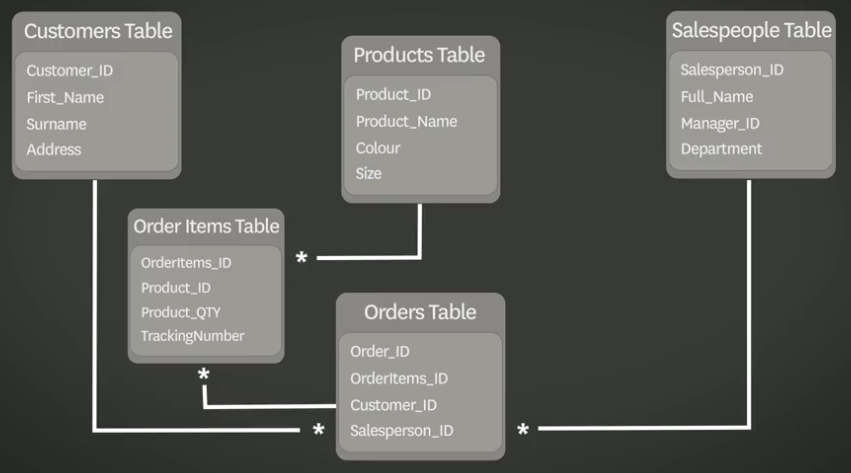 Customers Table
Customer_ID
First_Name
Surname
Address
Products Table
Product_ID
Product_Name
Colour
Size
Salespeople Table
Salesperson_ID
Full_Name
Manager_ID
Department
Order Items Table
OrderItems_ID
Product_ID
Product_QTY
TrackingNumber
*
*
Orders Table
Order_ID
OrderItems_ID
Customer_ID
Salesperson_ID
*
*